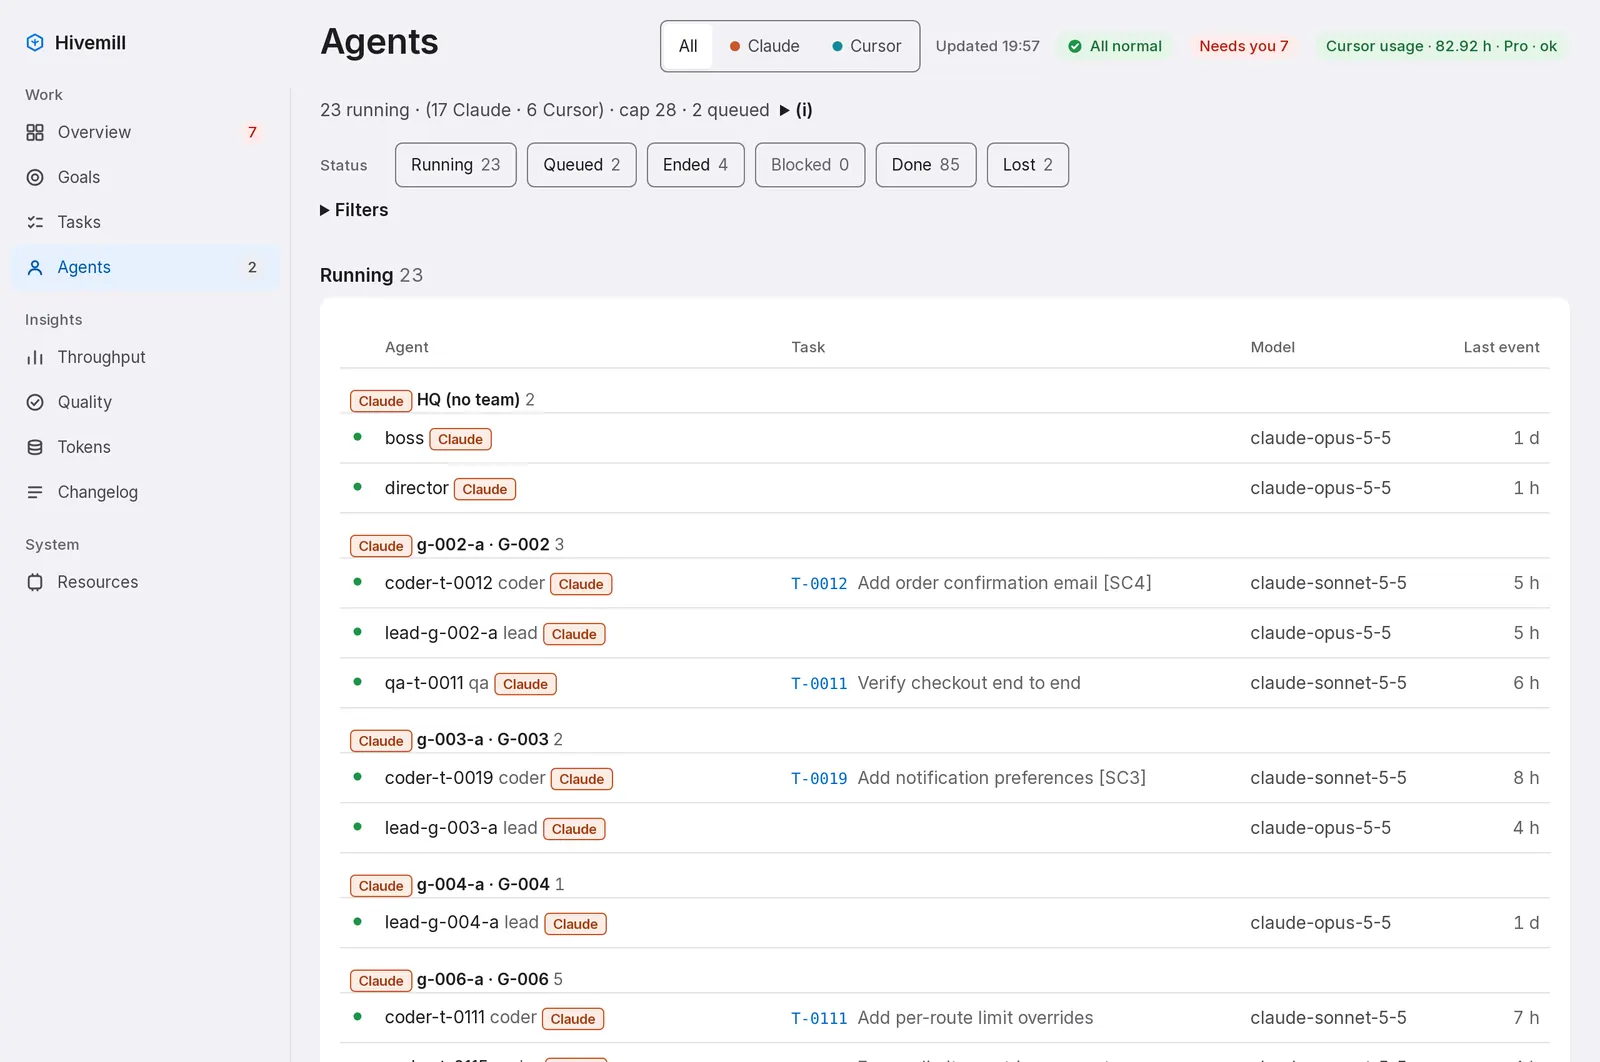 Hivemill
Work
Overview 7
Goals
Tasks
Agents 2
Insights
Throughput
Quality
Tokens
Changelog
System
Resources
Agents
All Claude Cursor Updated 19:57 All normal Needs you 7 Cursor usage · 82.92 h · Pro · ok
23 running · (17 Claude · 6 Cursor) · cap 28 · 2 queued ▶ (i)
Status Running 23 Queued 2 Ended 4 Blocked 0 Done 85 Lost 2
▶ Filters
Running 23
Agent Task Model Last event
Claude HQ (no team) 2
boss Claude claude-opus-5-5 1 d
director Claude claude-opus-5-5 1 h
Claude g-002-a · G-002 3
coder-t-0012 coder Claude T-0012 Add order confirmation email [SC4] claude-sonnet-5-5 5 h
lead-g-002-a lead Claude claude-opus-5-5 5 h
qa-t-0011 qa Claude T-0011 Verify checkout end to end claude-sonnet-5-5 6 h
Claude g-003-a · G-003 2
coder-t-0019 coder Claude T-0019 Add notification preferences [SC3] claude-sonnet-5-5 8 h
lead-g-003-a lead Claude claude-opus-5-5 4 h
Claude g-004-a · G-004 1
lead-g-004-a lead Claude claude-opus-5-5 1 d
Claude g-006-a · G-006 5
coder-t-0111 coder Claude T-0111 Add per-route limit overrides claude-sonnet-5-5 7 h